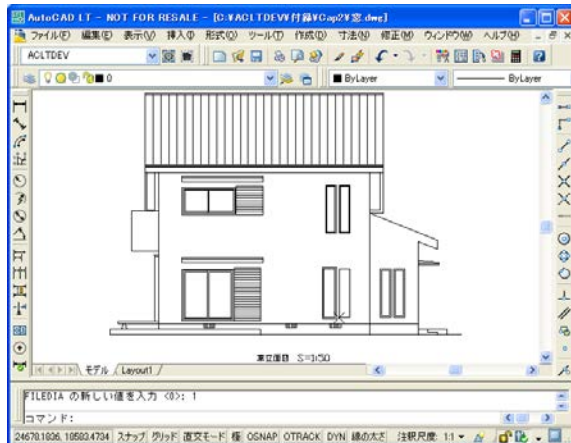 AutoCAD LT - NOT FOR RESALE - [C:¥ACLTDEV¥付録¥Cap2¥窓.dwg]
ファイル(F) 編集(E) 表示(V) 挿入(I) 形式(O) ツール(T) 作成(D) 寸法(N) 修正(M) ウィンドウ(W) ヘルプ(H)
ACLTDEV
0 ByLayer ByLayer
東立面図 S=1:50
モデル Layout1
FILEDIA の新しい値を入力 <0>: 1
コマンド:
24678.1806, 18583.4734 スナップ グリッド 直交モード 極 OSNAP OTRACK DYN 線の太さ 注釈尺度: 1:1